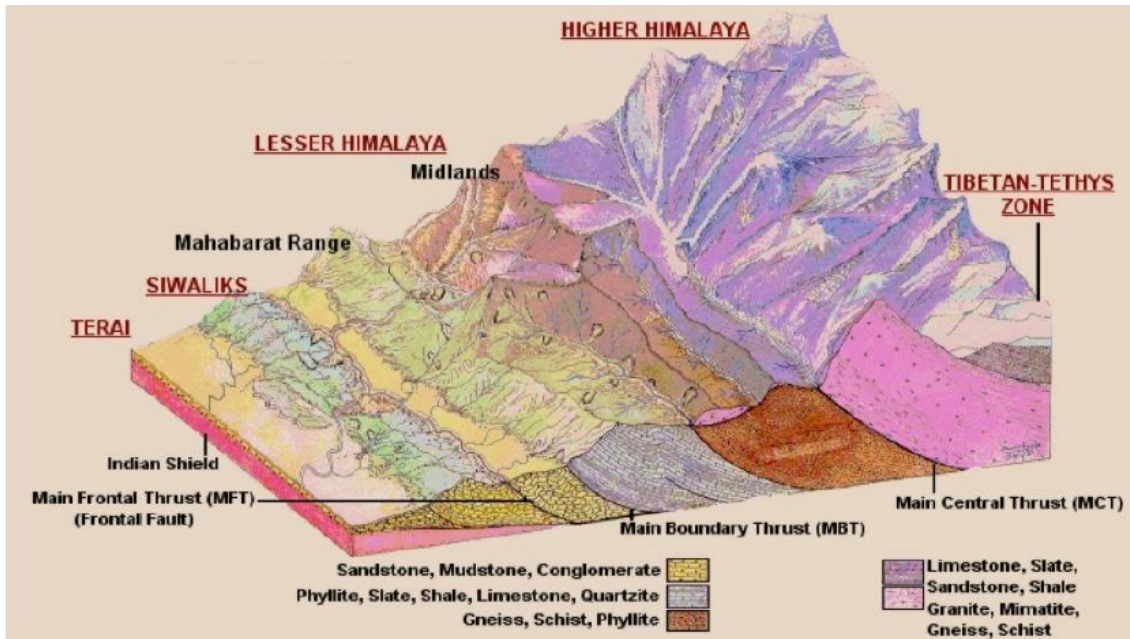 HIGHER HIMALAYA
LESSER HIMALAYA
Midlands
TIBETAN-TETHYS
ZONE
Mahabarat Range
SIWALIKS
TERAI
Indian Shield
Main Frontal Thrust (MFT)
(Frontal Fault)
Main Boundary Thrust (MBT)
Main Central Thrust (MCT)
Sandstone, Mudstone, Conglomerate
Phyllite, Slate, Shale, Limestone, Quartzite
Gneiss, Schist, Phyllite
Limestone, Slate,
Sandstone, Shale
Granite, Mimatite,
Gneiss, Schist